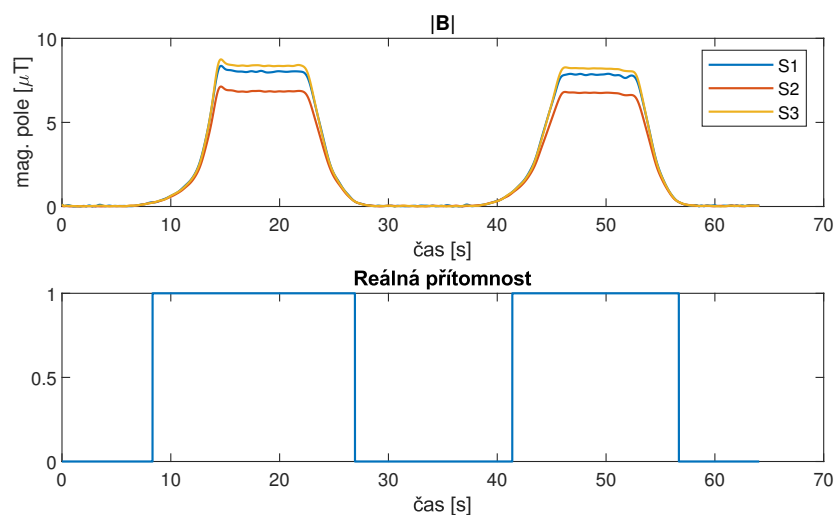 |B|
10
5
0
mag. pole [μT]
S1
S2
S3
0 10 20 30 40 50 60 70
čas [s]
Reálná přítomnost
1
0.5
0
0 10 20 30 40 50 60 70
čas [s]